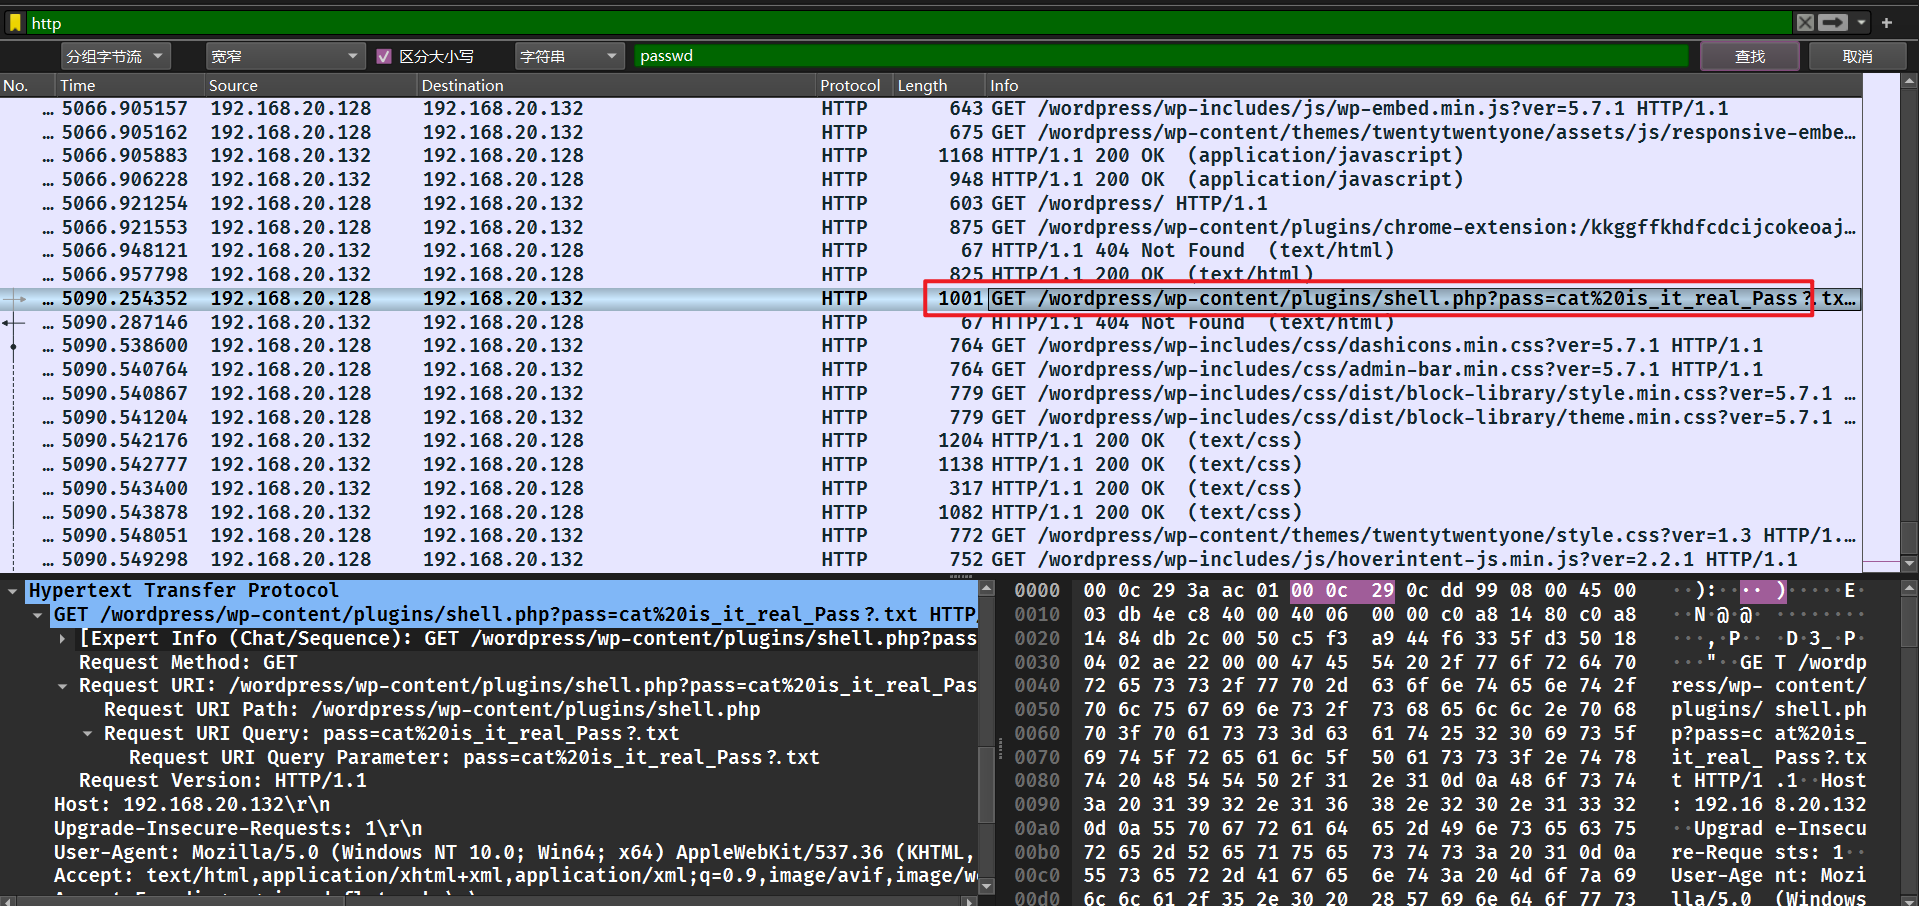 http
分组字节流 宽窄 区分大小写 字符串 passwd 查找 取消
No. Time Source Destination Protocol Length Info
… 5066.905157 192.168.20.128 192.168.20.132 HTTP 643 GET /wordpress/wp-includes/js/wp-embed.min.js?ver=5.7.1 HTTP/1.1
… 5066.905162 192.168.20.128 192.168.20.132 HTTP 675 GET /wordpress/wp-content/themes/twentytwentyone/assets/js/responsive-embe…
… 5066.905883 192.168.20.132 192.168.20.128 HTTP 1168 HTTP/1.1 200 OK  (application/javascript)
… 5066.906228 192.168.20.132 192.168.20.128 HTTP 948 HTTP/1.1 200 OK  (application/javascript)
… 5066.921254 192.168.20.128 192.168.20.132 HTTP 603 GET /wordpress/ HTTP/1.1
… 5066.921553 192.168.20.128 192.168.20.132 HTTP 875 GET /wordpress/wp-content/plugins/chrome-extension:/kkggffkhdfcdcijcokeoaj…
… 5066.948121 192.168.20.132 192.168.20.128 HTTP 67 HTTP/1.1 404 Not Found  (text/html)
… 5066.957798 192.168.20.132 192.168.20.128 HTTP 825 HTTP/1.1 200 OK  (text/html)
… 5090.254352 192.168.20.128 192.168.20.132 HTTP 1001 GET /wordpress/wp-content/plugins/shell.php?pass=cat%20is_it_real_Pass?.tx…
… 5090.287146 192.168.20.132 192.168.20.128 HTTP 67 HTTP/1.1 404 Not Found  (text/html)
… 5090.538600 192.168.20.128 192.168.20.132 HTTP 764 GET /wordpress/wp-includes/css/dashicons.min.css?ver=5.7.1 HTTP/1.1
… 5090.540764 192.168.20.128 192.168.20.132 HTTP 764 GET /wordpress/wp-includes/css/admin-bar.min.css?ver=5.7.1 HTTP/1.1
… 5090.540867 192.168.20.128 192.168.20.132 HTTP 779 GET /wordpress/wp-includes/css/dist/block-library/style.min.css?ver=5.7.1 …
… 5090.541204 192.168.20.128 192.168.20.132 HTTP 779 GET /wordpress/wp-includes/css/dist/block-library/theme.min.css?ver=5.7.1 …
… 5090.542176 192.168.20.132 192.168.20.128 HTTP 1204 HTTP/1.1 200 OK  (text/css)
… 5090.542777 192.168.20.132 192.168.20.128 HTTP 1138 HTTP/1.1 200 OK  (text/css)
… 5090.543400 192.168.20.132 192.168.20.128 HTTP 317 HTTP/1.1 200 OK  (text/css)
… 5090.543878 192.168.20.132 192.168.20.128 HTTP 1082 HTTP/1.1 200 OK  (text/css)
… 5090.548051 192.168.20.128 192.168.20.132 HTTP 772 GET /wordpress/wp-content/themes/twentytwentyone/style.css?ver=1.3 HTTP/1.…
… 5090.549298 192.168.20.128 192.168.20.132 HTTP 752 GET /wordpress/wp-includes/js/hoverintent-js.min.js?ver=2.2.1 HTTP/1.1
Hypertext Transfer Protocol
GET /wordpress/wp-content/plugins/shell.php?pass=cat%20is_it_real_Pass?.txt HTTP/
[Expert Info (Chat/Sequence): GET /wordpress/wp-content/plugins/shell.php?pass
Request Method: GET
Request URI: /wordpress/wp-content/plugins/shell.php?pass=cat%20is_it_real_Pas
Request URI Path: /wordpress/wp-content/plugins/shell.php
Request URI Query: pass=cat%20is_it_real_Pass?.txt
Request URI Query Parameter: pass=cat%20is_it_real_Pass?.txt
Request Version: HTTP/1.1
Host: 192.168.20.132\r\n
Upgrade-Insecure-Requests: 1\r\n
User-Agent: Mozilla/5.0 (Windows NT 10.0; Win64; x64) AppleWebKit/537.36 (KHTML,
Accept: text/html,application/xhtml+xml,application/xml;q=0.9,image/avif,image/we
0000 00 0c 29 3a ac 01 00 0c 29 0c dd 99 08 00 45 00 ··):····)·····E·
0010 03 db 4e c8 40 00 40 06 00 00 c0 a8 14 80 c0 a8 ··N·@·@·········
0020 14 84 db 2c 00 50 c5 f3 a9 44 f6 33 5f d3 50 18 ···,·P···D·3_·P·
0030 04 02 ae 22 00 00 47 45 54 20 2f 77 6f 72 64 70 ···"··GET /wordp
0040 72 65 73 73 2f 77 70 2d 63 6f 6e 74 65 6e 74 2f ress/wp-content/
0050 70 6c 75 67 69 6e 73 2f 73 68 65 6c 6c 2e 70 68 plugins/shell.ph
0060 70 3f 70 61 73 73 3d 63 61 74 25 32 30 69 73 5f p?pass=cat%20is_
0070 69 74 5f 72 65 61 6c 5f 50 61 73 73 3f 2e 74 78 it_real_Pass?.tx
0080 74 20 48 54 54 50 2f 31 2e 31 0d 0a 48 6f 73 74 t HTTP/1.1··Host
0090 3a 20 31 39 32 2e 31 36 38 2e 32 30 2e 31 33 32 : 192.168.20.132
00a0 0d 0a 55 70 67 72 61 64 65 2d 49 6e 73 65 63 75 ··Upgrade-Insecu
00b0 72 65 2d 52 65 71 75 65 73 74 73 3a 20 31 0d 0a re-Requests: 1··
00c0 55 73 65 72 2d 41 67 65 6e 74 3a 20 4d 6f 7a 69 User-Agent: Mozi
00d0 6c 6c 61 2f 35 2e 30 20 28 57 69 6e 64 6f 77 73 lla/5.0 (Windows